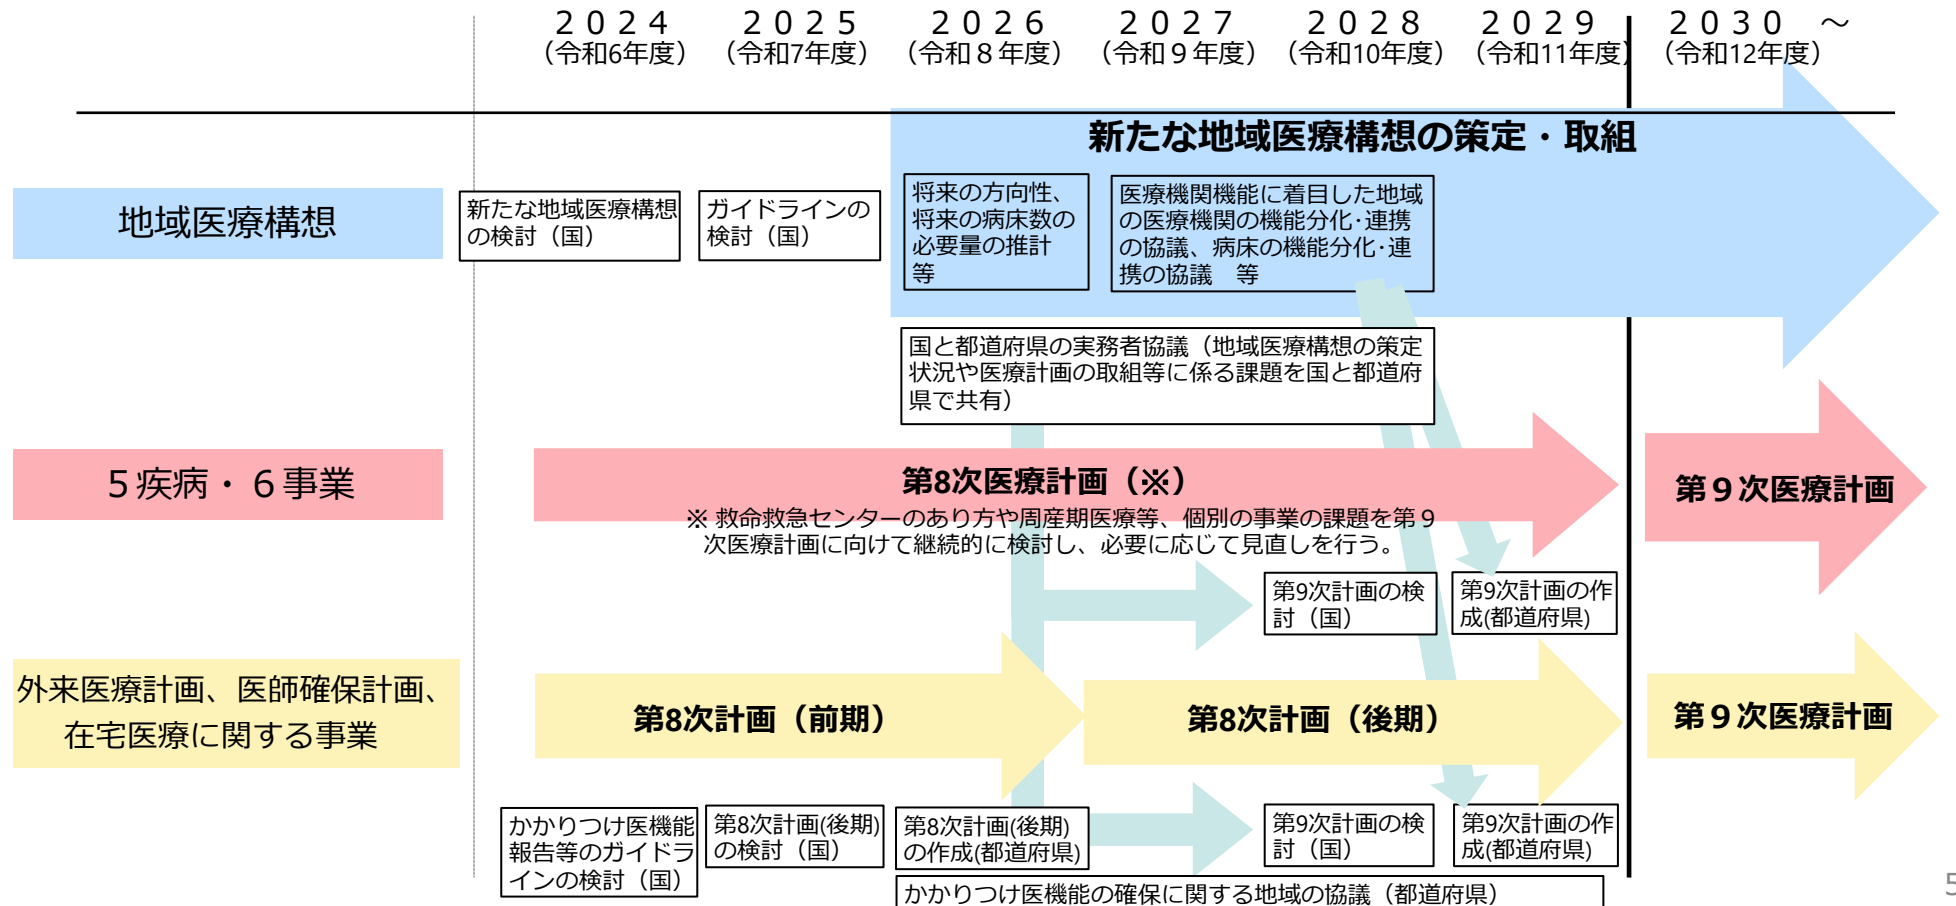 ２０２４
（令和6年度）
２０２５
（令和7年度）
２０２６
（令和８年度）
２０２７
（令和９年度）
２０２８
（令和10年度）
２０２９
（令和11年度）
２０３０　～
（令和12年度）
新たな地域医療構想の策定・取組
地域医療構想
新たな地域医療構想
の検討（国）
ガイドラインの
検討（国）
将来の方向性、
将来の病床数の
必要量の推計
等
医療機関機能に着目した地域
の医療機関の機能分化･連携
の協議、病床の機能分化･連
携の協議　等
国と都道府県の実務者協議（地域医療構想の策定
状況や医療計画の取組等に係る課題を国と都道府
県で共有）
５疾病・６事業
第8次医療計画（※）
※ 救命救急センターのあり方や周産期医療等、個別の事業の課題を第９
次医療計画に向けて継続的に検討し、必要に応じて見直しを行う。
第９次医療計画
第9次計画の検
討（国）
第9次計画の作
成(都道府県)
外来医療計画、医師確保計画、
在宅医療に関する事業
第8次計画（前期）
第8次計画（後期）
第９次医療計画
かかりつけ医機能
報告等のガイドラ
インの検討（国）
第8次計画(後期)
の検討（国）
第8次計画(後期)
の作成(都道府県)
第9次計画の検
討（国）
第9次計画の作
成(都道府県)
かかりつけ医機能の確保に関する地域の協議（都道府県）
5